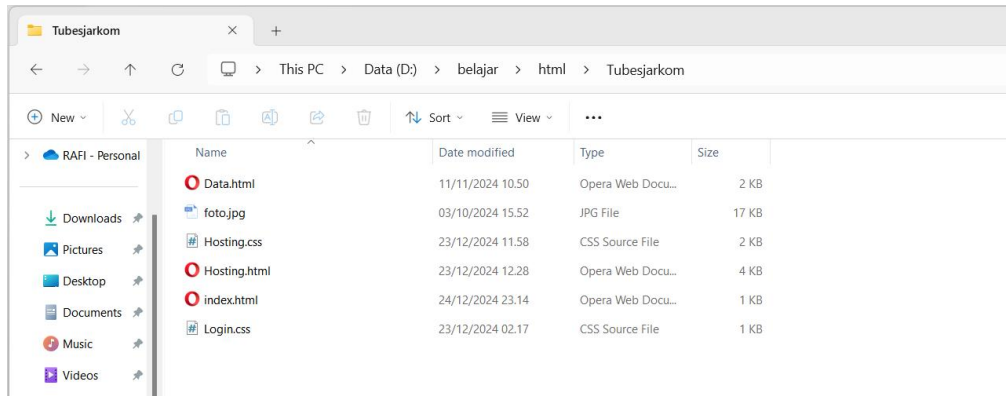 Tubesjarkom
This PC > Data (D:) > belajar > html > Tubesjarkom
New Sort View
RAFI - Personal
Downloads
Pictures
Desktop
Documents
Music
Videos
Name Date modified Type Size
Data.html 11/11/2024 10.50 Opera Web Docu... 2 KB
foto.jpg 03/10/2024 15.52 JPG File 17 KB
Hosting.css 23/12/2024 11.58 CSS Source File 2 KB
Hosting.html 23/12/2024 12.28 Opera Web Docu... 4 KB
index.html 24/12/2024 23.14 Opera Web Docu... 1 KB
Login.css 23/12/2024 02.17 CSS Source File 1 KB